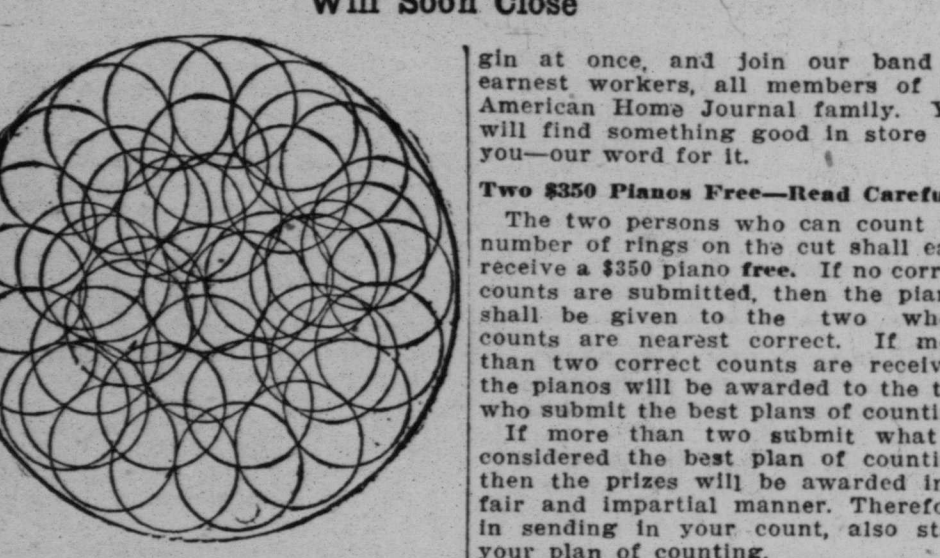 Will Soon Close
gin at once, and join our band
earnest workers, all members of
American Home Journal family.
will find something good in store
you—our word for it.
Two $350 Pianos Free—Read
The two persons who can count
number of rings on the cut shall
receive a $350 piano free. If no
counts are submitted, then the
shall be given to the two
counts are nearest correct. If
than two correct counts are
the pianos will be awarded to the
who submit the best plans of
If more than two submit what
considered the best plan of
then the prizes will be awarded
fair and impartial manner.
in sending in your count, also
your plan of counting.